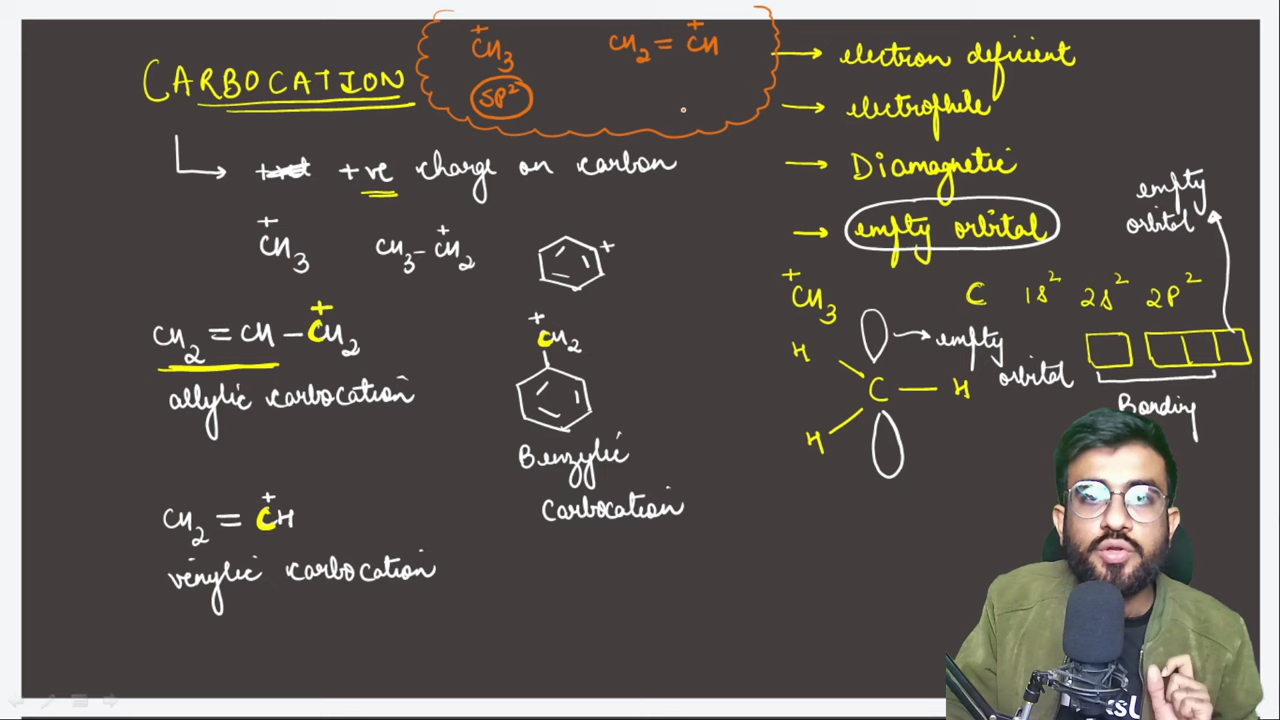 CARBOCATION
+CH3 CH2 = +CH
SP²
+ve charge on carbon
+CH3 CH3 - +CH2 +
CH2 = CH - +CH2
allylic carbocation
+CH2
Benzylic
carbocation
CH2 = +CH
vinylic carbocation
→ electron deficient
→ electrophile
→ Diamagnetic
→ empty orbital
empty
orbital
+CH3
C 1s² 2s² 2p²
H
C — H
H
empty
orbital
Bonding